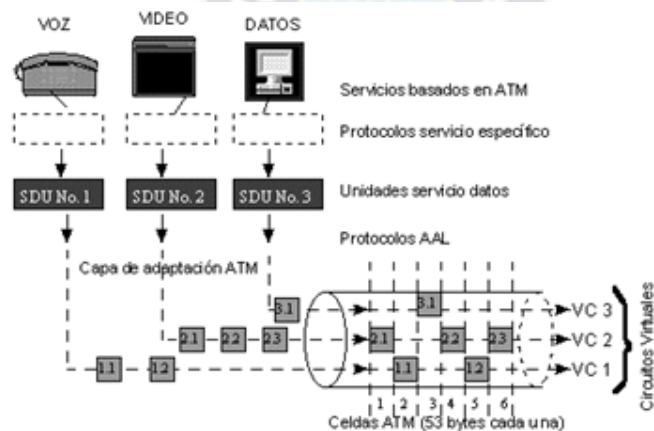 VOZ
VIDEO
DATOS
Servicios basados en ATM
Protocolos servicio específico
SDU No. 1
SDU No. 2
SDU No. 3
Unidades servicio datos
Protocolos AAL
Capa de adaptación ATM
3.1
3.1
VC 3
2.1
2.2
2.3
2.1
2.2
2.3
VC 2
1.1
1.2
1.1
1.2
VC 1
Circuitos Virtuales
1 2 3 4 5 6
Celdas ATM (53 bytes cada una)